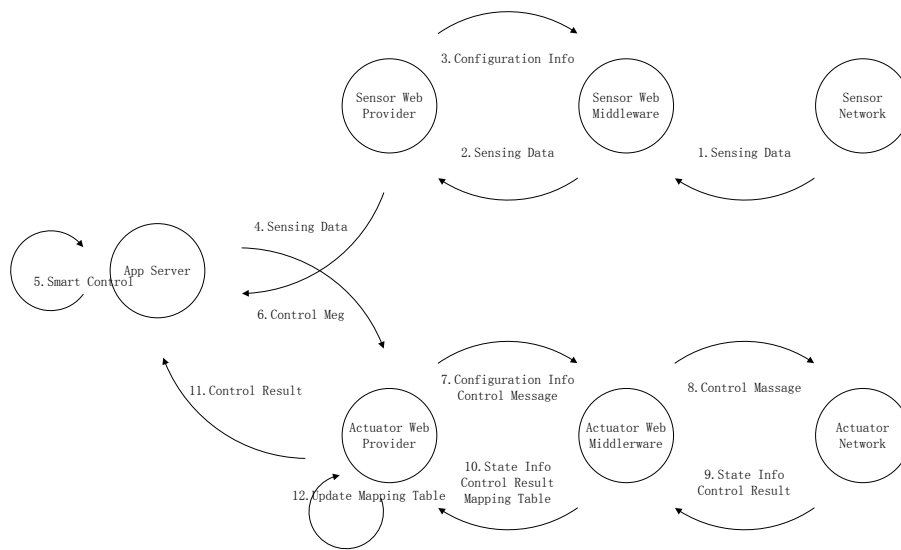 3.Configuration Info
Sensor Web
Provider
Sensor Web
Middleware
Sensor
Network
2.Sensing Data
1.Sensing Data
4.Sensing Data
App Server
5.Smart Control
6.Control Meg
7.Configuration Info
Control Message
8.Control Massage
11.Control Result
Actuator Web
Provider
Actuator Web
Middlerware
Actuator
Network
10.State Info
Control Result
Mapping Table
9.State Info
Control Result
12.Update Mapping Table